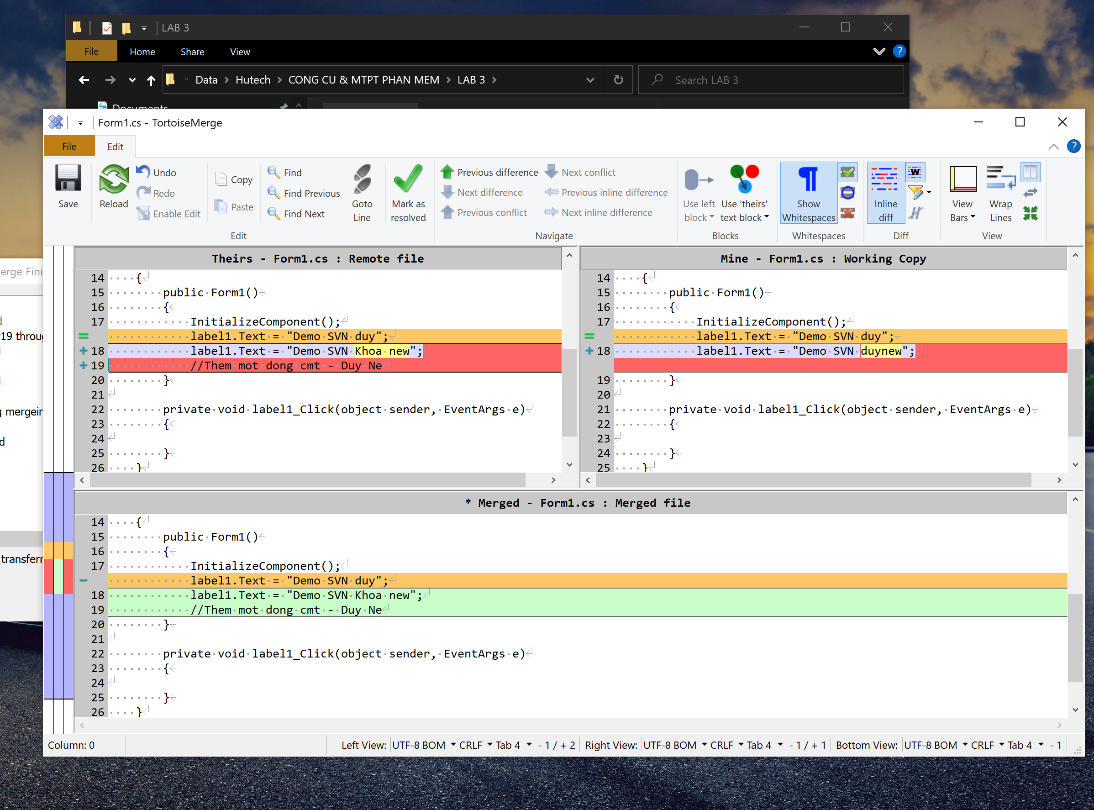 LAB 3
File Home Share View
Data › Hutech › CONG CU & MTPT PHAN MEM › LAB 3 › Search LAB 3
Documents
Form1.cs - TortoiseMerge
File Edit
Save Reload Undo Redo Enable Edit Copy Paste Find Find Previous Find Next Goto Line Mark as resolved Previous difference Next difference Previous conflict Next conflict Previous inline difference Next inline difference Use left block Use 'theirs' text block Show Whitespaces Inline diff View Bars Wrap Lines
Edit Navigate Blocks Whitespaces Diff View
erge Fini
d
19 throu
g mergein
d
transferr
Theirs - Form1.cs : Remote file
14 {
15 public Form1()
16 {
17 InitializeComponent();
label1.Text = "Demo SVN duy";
18 label1.Text = "Demo SVN Khoa new";
19 //Them mot dong cmt - Duy Ne
20 }
21
22 private void label1_Click(object sender, EventArgs e)
23 {
24
25 }
26 }
Mine - Form1.cs : Working Copy
14 {
15 public Form1()
16 {
17 InitializeComponent();
label1.Text = "Demo SVN duy";
18 label1.Text = "Demo SVN duynew";
19 }
20
21 private void label1_Click(object sender, EventArgs e)
22 {
23
24 }
25 }
* Merged - Form1.cs : Merged file
14 {
15 public Form1()
16 {
17 InitializeComponent();
label1.Text = "Demo SVN duy";
18 label1.Text = "Demo SVN Khoa new";
19 //Them mot dong cmt - Duy Ne
20 }
21
22 private void label1_Click(object sender, EventArgs e)
23 {
24
25 }
26 }
Column: 0 Left View: UTF-8 BOM CRLF Tab 4 - 1 / + 2 Right View: UTF-8 BOM CRLF Tab 4 - 1 / + 1 Bottom View: UTF-8 BOM CRLF Tab 4 - 1